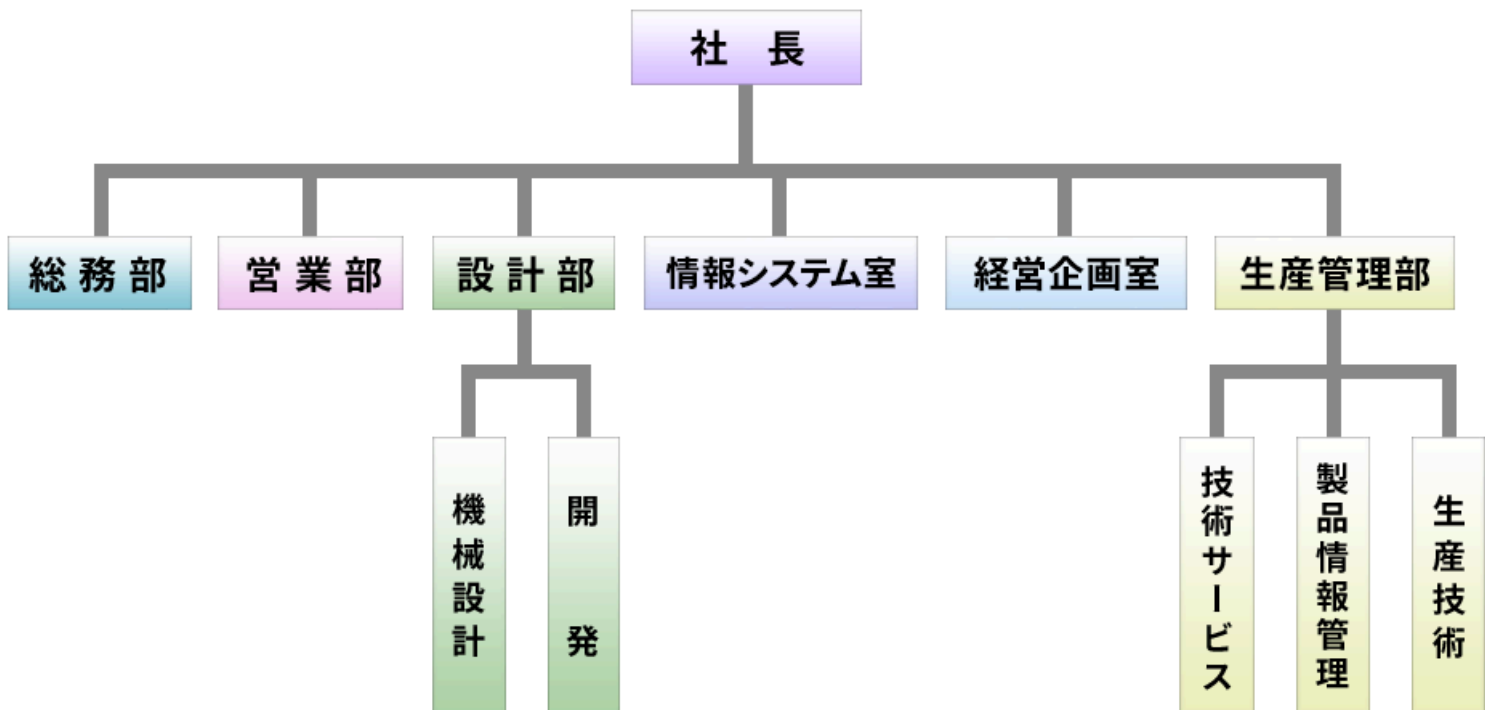 社　長
総 務 部
営 業 部
設 計 部
情報システム室
経営企画室
生産管理部
機械設計
開　発
技術サービス
製品情報管理
生産技術